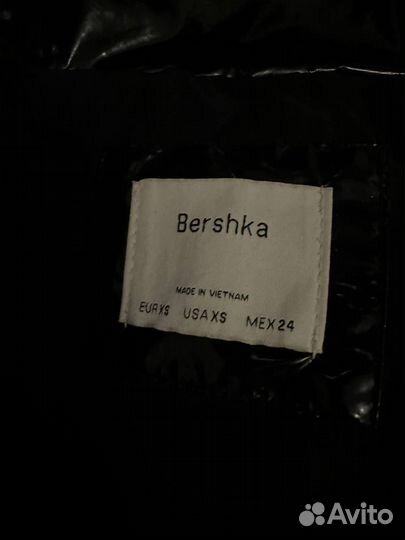 Bershka
MADE IN VIETNAM
EUR XS USA XS MEX 24
Avito